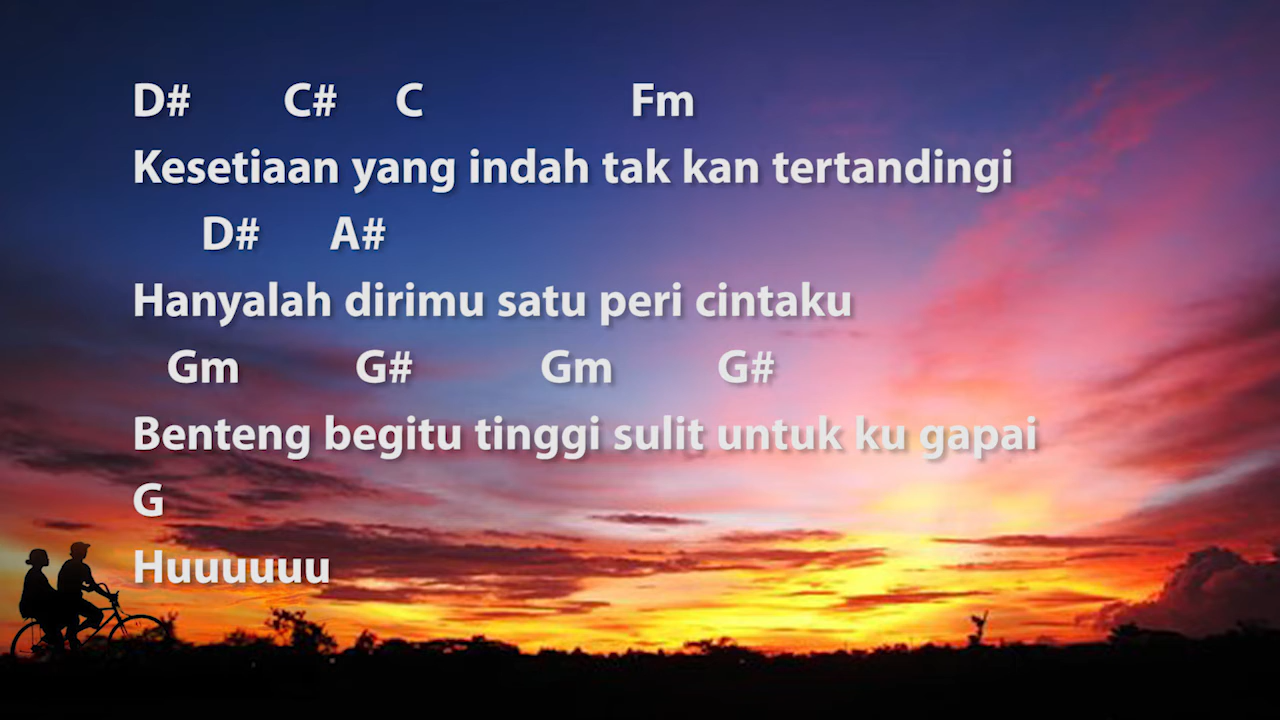 D# C# C Fm
Kesetiaan yang indah tak kan tertandingi
D# A#
Hanyalah dirimu satu peri cintaku
Gm G# Gm G#
Benteng begitu tinggi sulit untuk ku gapai
G
Huuuuuu